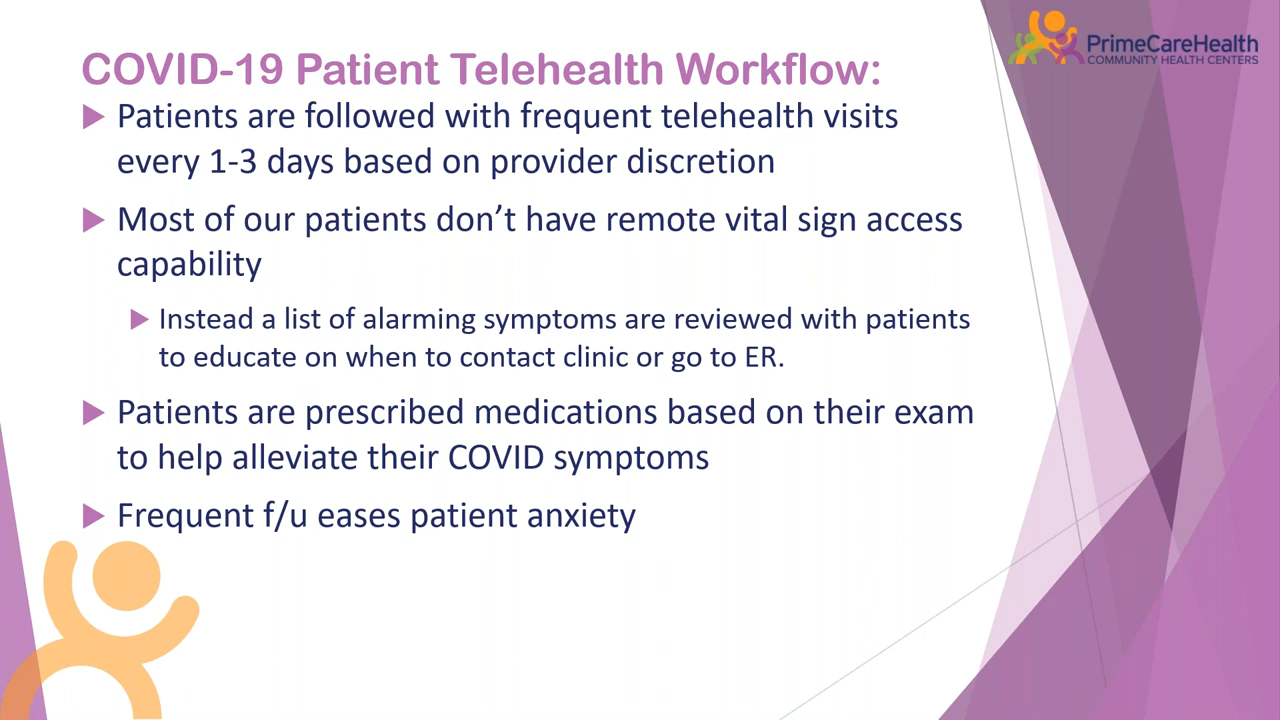 PrimeCareHealth
COMMUNITY HEALTH CENTERS
COVID-19 Patient Telehealth Workflow:
Patients are followed with frequent telehealth visits
every 1-3 days based on provider discretion
Most of our patients don’t have remote vital sign access
capability
Instead a list of alarming symptoms are reviewed with patients
to educate on when to contact clinic or go to ER.
Patients are prescribed medications based on their exam
to help alleviate their COVID symptoms
Frequent f/u eases patient anxiety